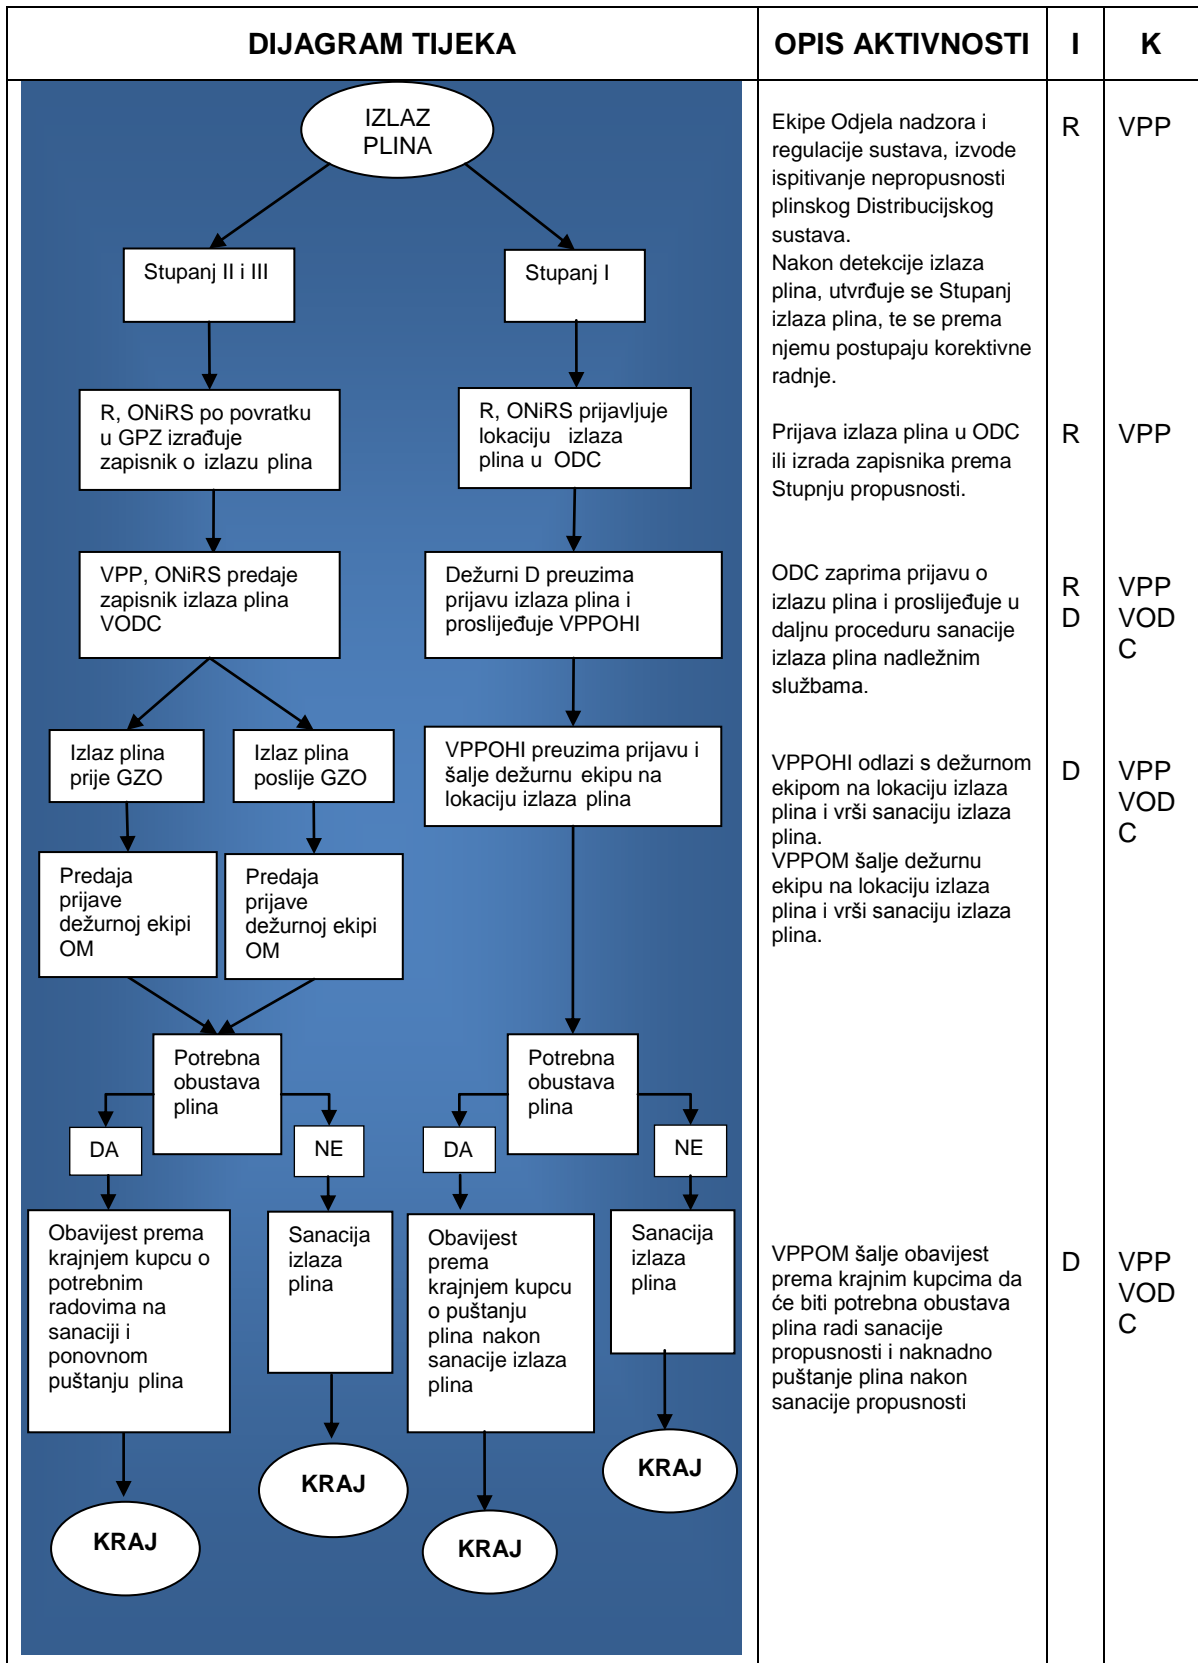 DIJAGRAM TIJEKA
OPIS AKTIVNOSTI
I
K
IZLAZ
PLINA
Stupanj II i III
Stupanj I
R, ONiRS po povratku
u GPZ izrađuje
zapisnik o izlazu plina
R, ONiRS prijavljuje
lokaciju izlaza
plina u ODC
VPP, ONiRS predaje
zapisnik izlaza plina
VODC
Dežurni D preuzima
prijavu izlaza plina i
proslijeđuje VPPOHI
Izlaz plina
prije GZO
Izlaz plina
poslije GZO
VPPOHI preuzima prijavu i
šalje dežurnu ekipu na
lokaciju izlaza plina
Predaja
prijave
dežurnoj ekipi
OM
Predaja
prijave
dežurnoj ekipi
OM
Potrebna
obustava
plina
Potrebna
obustava
plina
DA
NE
DA
NE
Obavijest prema
krajnjem kupcu o
potrebnim
radovima na
sanaciji i
ponovnom
puštanju plina
Sanacija
izlaza
plina
Obavijest
prema
krajnjem kupcu
o puštanju
plina nakon
sanacije izlaza
plina
Sanacija
izlaza
plina
KRAJ
KRAJ
KRAJ
KRAJ
Ekipe Odjela nadzora i
regulacije sustava, izvode
ispitivanje nepropusnosti
plinskog Distribucijskog
sustava.
Nakon detekcije izlaza
plina, utvrđuje se Stupanj
izlaza plina, te se prema
njemu postupaju korektivne
radnje.
R
VPP
Prijava izlaza plina u ODC
ili izrada zapisnika prema
Stupnju propusnosti.
R
VPP
ODC zaprima prijavu o
izlazu plina i proslijeđuje u
daljnu proceduru sanacije
izlaza plina nadležnim
službama.
R
D
VPP
VOD
C
VPPOHI odlazi s dežurnom
ekipom na lokaciju izlaza
plina i vrši sanaciju izlaza
plina.
VPPOM šalje dežurnu
ekipu na lokaciju izlaza
plina i vrši sanaciju izlaza
plina.
D
VPP
VOD
C
VPPOM šalje obavijest
prema krajnim kupcima da
će biti potrebna obustava
plina radi sanacije
propusnosti i naknadno
puštanje plina nakon
sanacije propusnosti
D
VPP
VOD
C